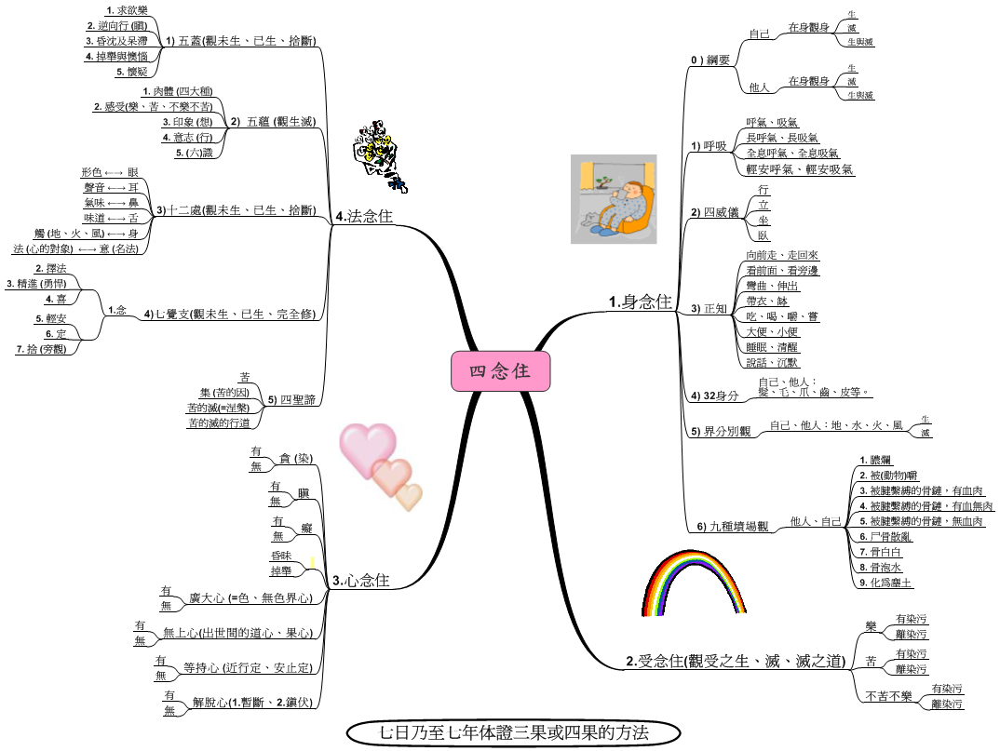 四念住
1.身念住
0 ) 綱要
自己
在身觀身
生
滅
生與滅
他人
在身觀身
生
滅
生與滅
1) 呼吸
呼氣、吸氣
長呼氣、長吸氣
全息呼氣、全息吸氣
輕安呼氣、輕安吸氣
2) 四威儀
行
立
坐
臥
3) 正知
向前走、走回來
看前面、看旁邊
彎曲、伸出
帶衣、缽
吃、喝、嚼、嘗
大便、小便
睡眠、清醒
說話、沉默
4) 32身分
自己、他人：
髮、毛、爪、齒、皮等。
5) 界分別觀
自己、他人：地、水、火、風
生
滅
6) 九種墳場觀
他人、自己
1. 膿爛
2. 被(動物)嚼
3. 被腱繫縛的骨鏈，有血肉
4. 被腱繫縛的骨鏈，有血無肉
5. 被腱繫縛的骨鏈，無血肉
6. 尸骨散亂
7. 骨白白
8. 骨泡水
9. 化為塵土
2.受念住(觀受之生、滅、滅之道)
樂
有染污
離染污
苦
有染污
離染污
不苦不樂
有染污
離染污
3.心念住
貪 (染)
有
無
瞋
有
無
癡
有
無
昏昧
掉舉
廣大心 (=色、無色界心)
有
無
無上心(出世間的道心、果心)
有
無
等持心 (近行定、安止定)
有
無
解脫心(1.暫斷、2.鎮伏)
有
無
4.法念住
1) 五蓋(觀未生、已生、捨斷)
1. 求欲樂
2. 逆向行 (瞋)
3. 昏沈及呆滯
4. 掉舉與懊惱
5. 懷疑
2) 五蘊 (觀生滅)
1. 肉體 (四大種)
2. 感受(樂、苦、不樂不苦)
3. 印象 (想)
4. 意志 (行)
5. (六)識
3)十二處(觀未生、已生、捨斷)
形色 ←→ 眼
聲音 ←→ 耳
氣味 ←→ 鼻
味道 ←→ 舌
觸 (地、火、風) ←→ 身
法 (心的對象) ←→ 意 (名法)
4)七覺支(觀未生、已生、完全修)
1.念
2. 擇法
3. 精進 (勇悍)
4. 喜
5. 輕安
6. 定
7. 捨 (旁觀)
5) 四聖諦
苦
集 (苦的因)
苦的滅(=涅槃)
苦的滅的行道
七日乃至七年体證三果或四果的方法